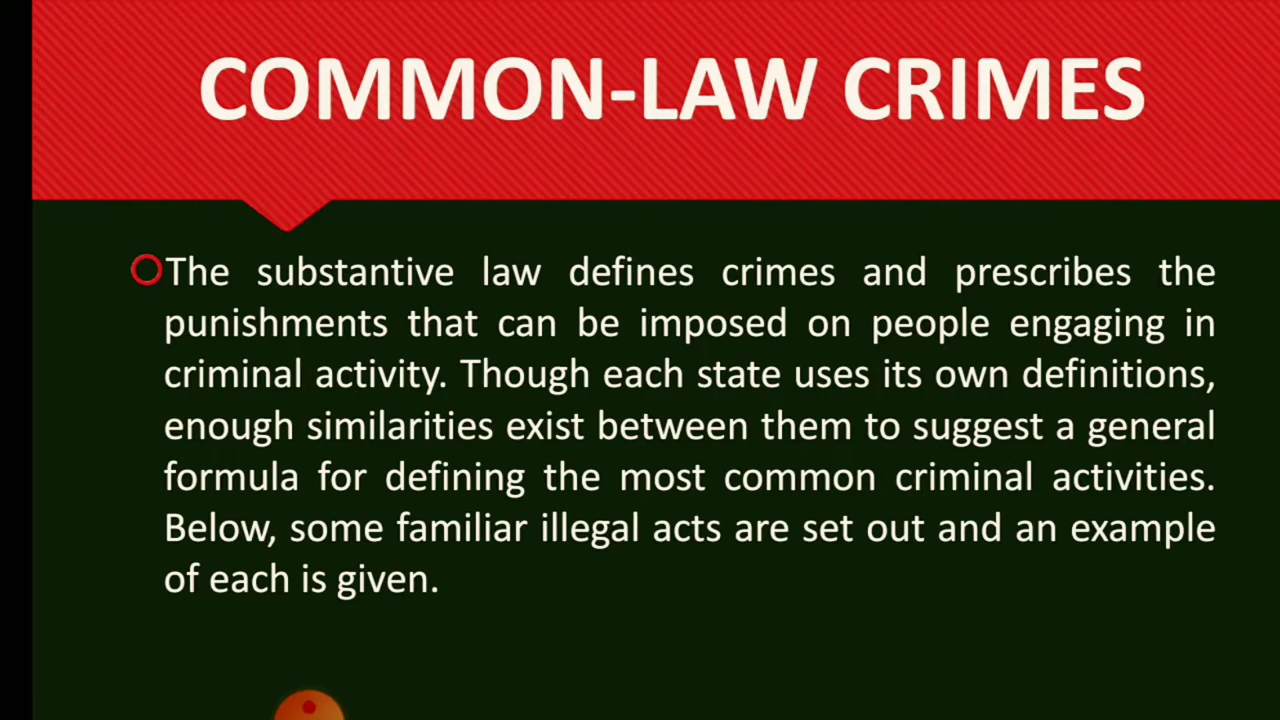 COMMON-LAW CRIMES
The substantive law defines crimes and prescribes the
punishments that can be imposed on people engaging in
criminal activity. Though each state uses its own definitions,
enough similarities exist between them to suggest a general
formula for defining the most common criminal activities.
Below, some familiar illegal acts are set out and an example
of each is given.